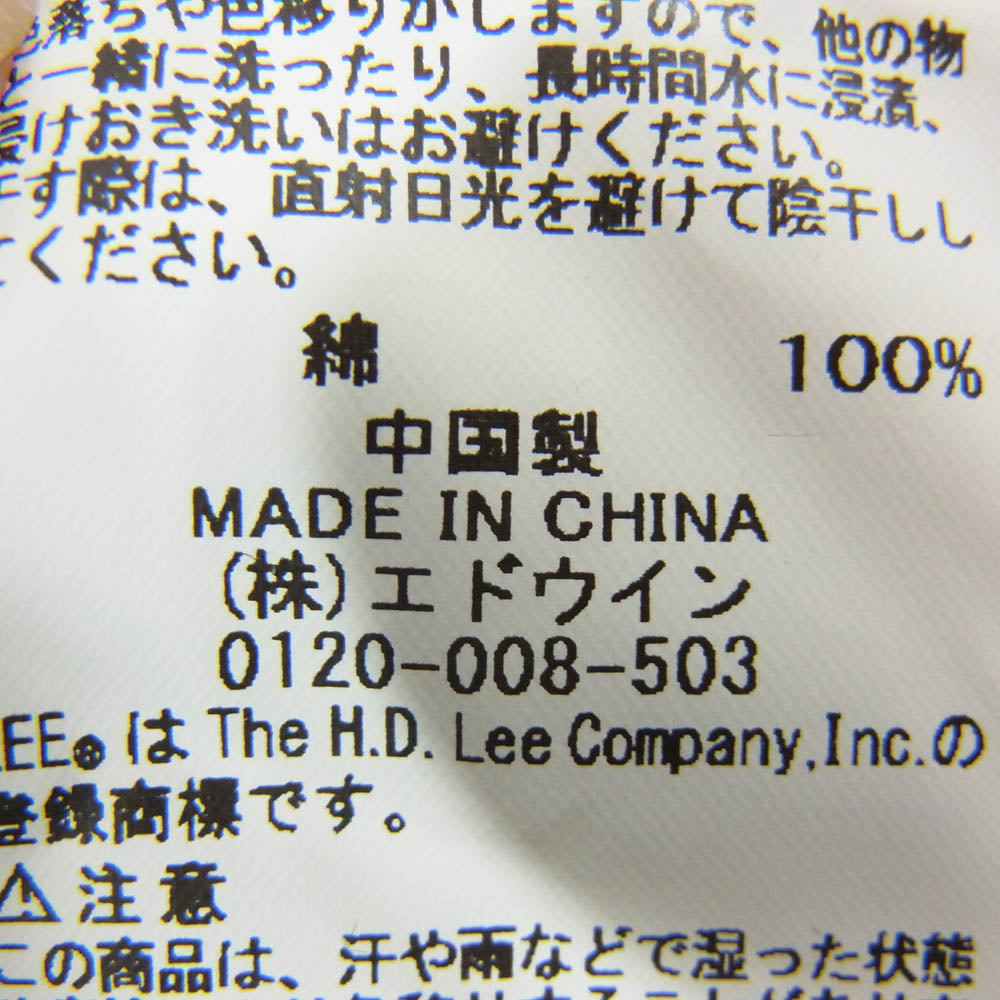 色落ちや色移りがしますので、他の物
と一緒に洗ったり、長時間水に浸漬、
浸けおき洗いはお避けください。
干す際は、直射日光を避けて陰干しし
てください。
綿 100%
中国製
MADE IN CHINA
(株)エドウイン
0120-008-503
LEE®はThe H.D. Lee Company,Inc.の
登録商標です。
⚠注意
この商品は、汗や雨などで湿った状態